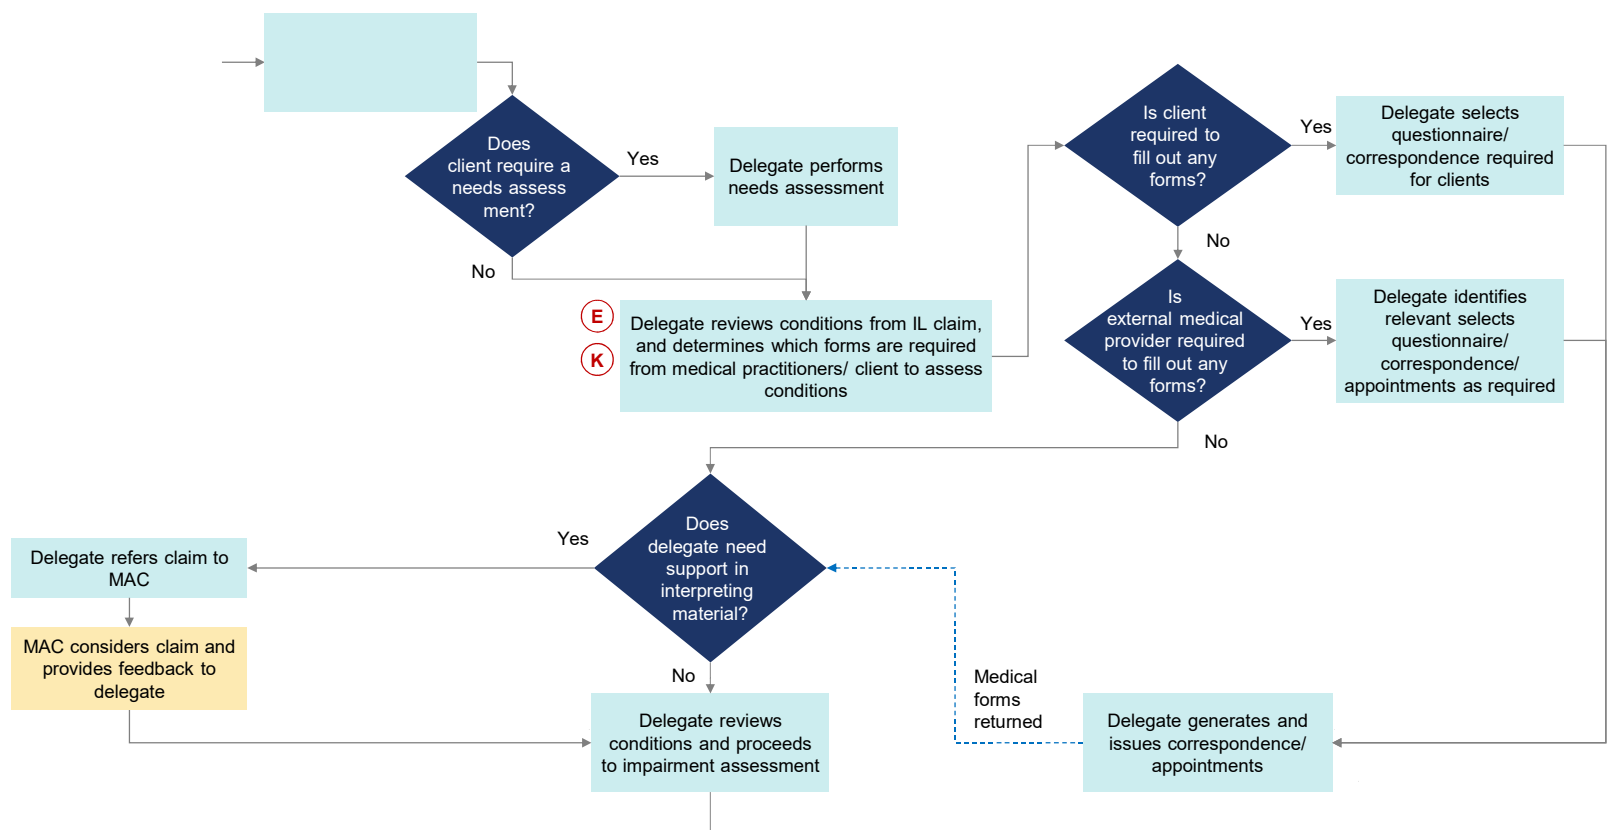 Does
client require a
needs assess
ment?
Yes
No
Delegate performs
needs assessment
E
K
Delegate reviews conditions from IL claim,
and determines which forms are required
from medical practitioners/ client to assess
conditions
Is client
required to
fill out any
forms?
Yes
No
Delegate selects
questionnaire/
correspondence required
for clients
Is
external medical
provider required
to fill out any
forms?
Yes
No
Delegate identifies
relevant selects
questionnaire/
correspondence/
appointments as required
Does
delegate need
support in
interpreting
material?
Yes
No
Delegate refers claim to
MAC
MAC considers claim and
provides feedback to
delegate
Delegate reviews
conditions and proceeds
to impairment assessment
Medical
forms
returned
Delegate generates and
issues correspondence/
appointments